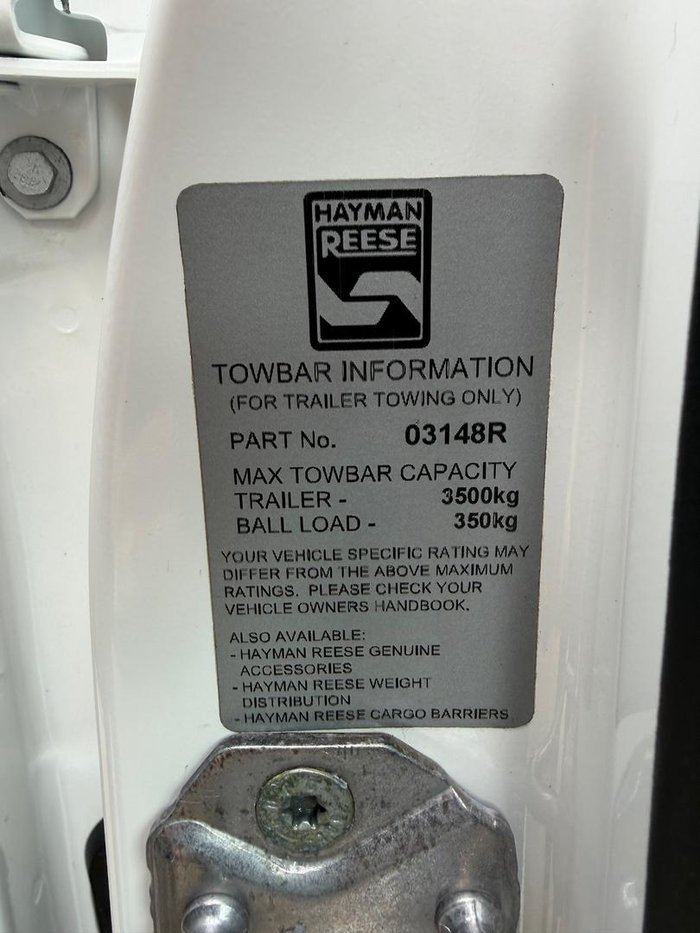 HAYMAN
REESE
TOWBAR INFORMATION
(FOR TRAILER TOWING ONLY)
PART No. 03148R
MAX TOWBAR CAPACITY
TRAILER - 3500kg
BALL LOAD - 350kg
YOUR VEHICLE SPECIFIC RATING MAY
DIFFER FROM THE ABOVE MAXIMUM
RATINGS. PLEASE CHECK YOUR
VEHICLE OWNERS HANDBOOK.
ALSO AVAILABLE:
- HAYMAN REESE GENUINE
ACCESSORIES
- HAYMAN REESE WEIGHT
DISTRIBUTION
- HAYMAN REESE CARGO BARRIERS